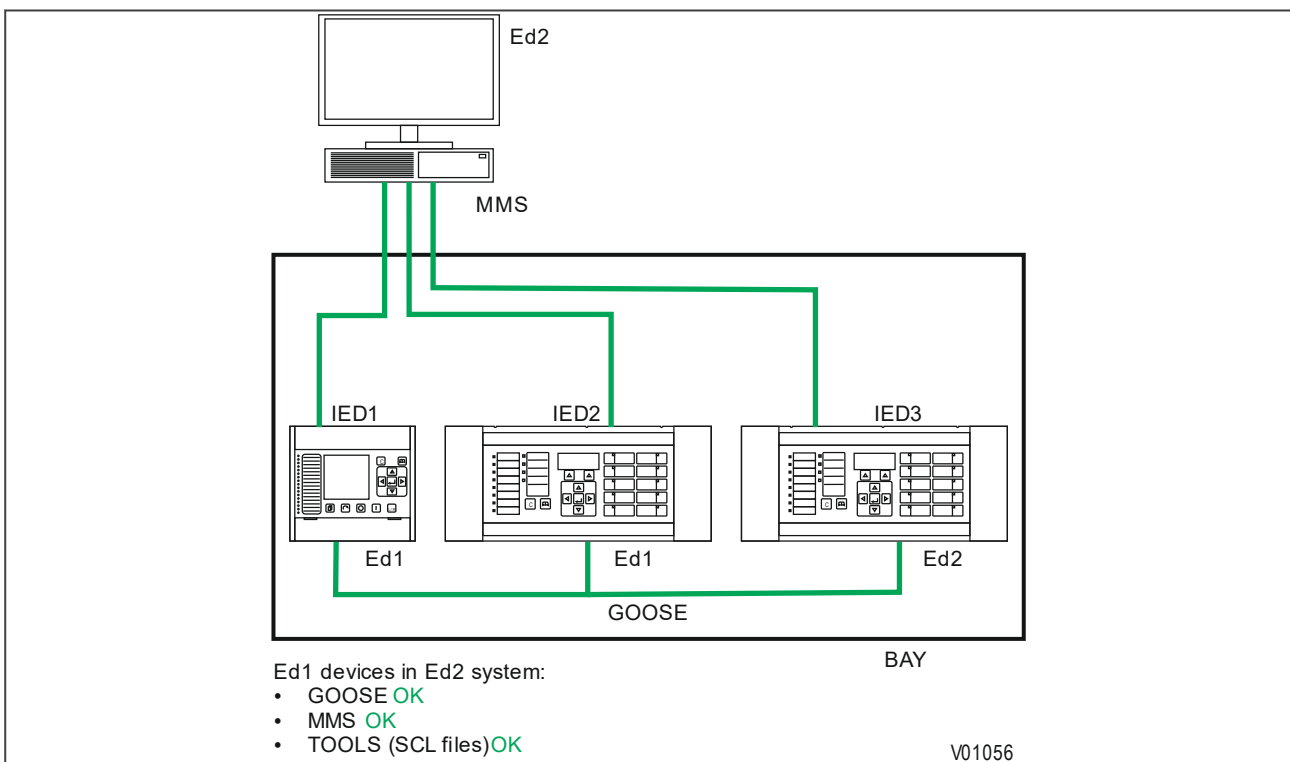 Ed2
MMS
IED1
IED2
IED3
Ed1
Ed1
Ed2
GOOSE
BAY
Ed1 devices in Ed2 system:
• GOOSE OK
• MMS OK
• TOOLS (SCL files)OK
V01056